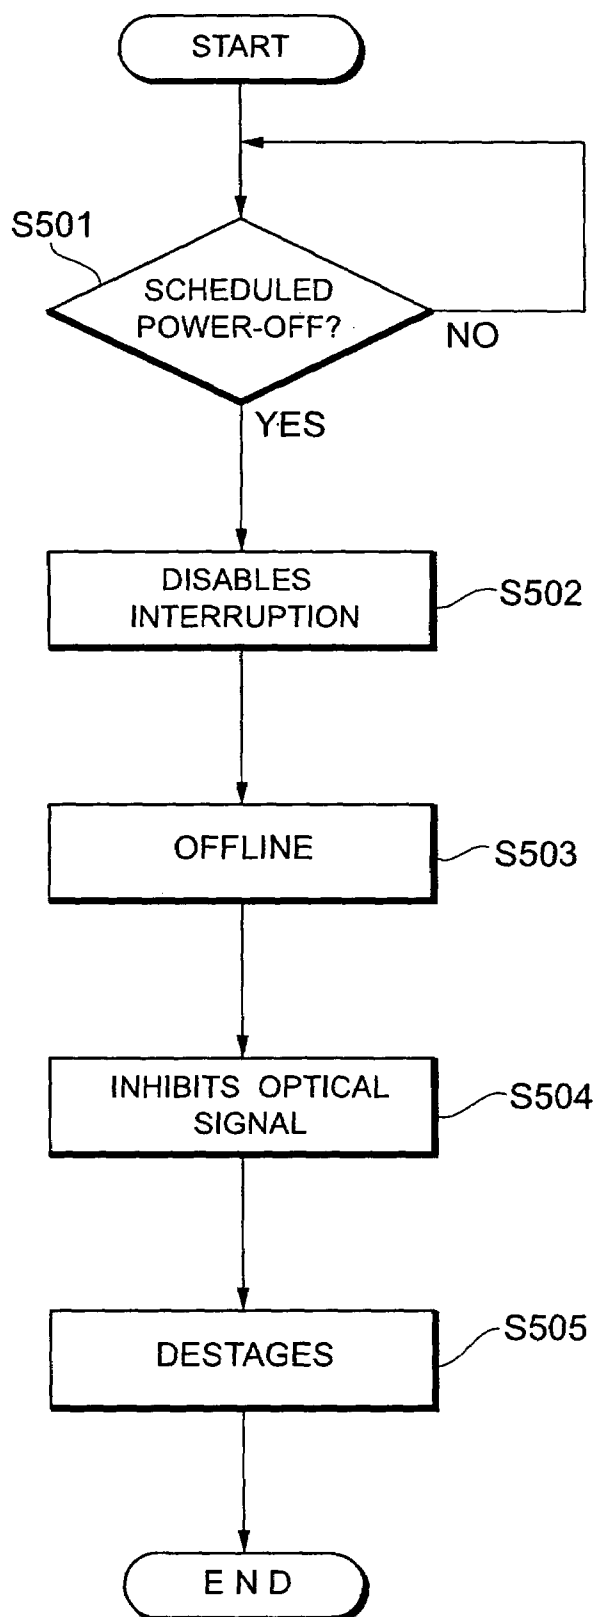 START
S501
SCHEDULED
POWER-OFF?
NO
YES
DISABLES
INTERRUPTION
S502
OFFLINE
S503
INHIBITS OPTICAL
SIGNAL
S504
DESTAGES
S505
END